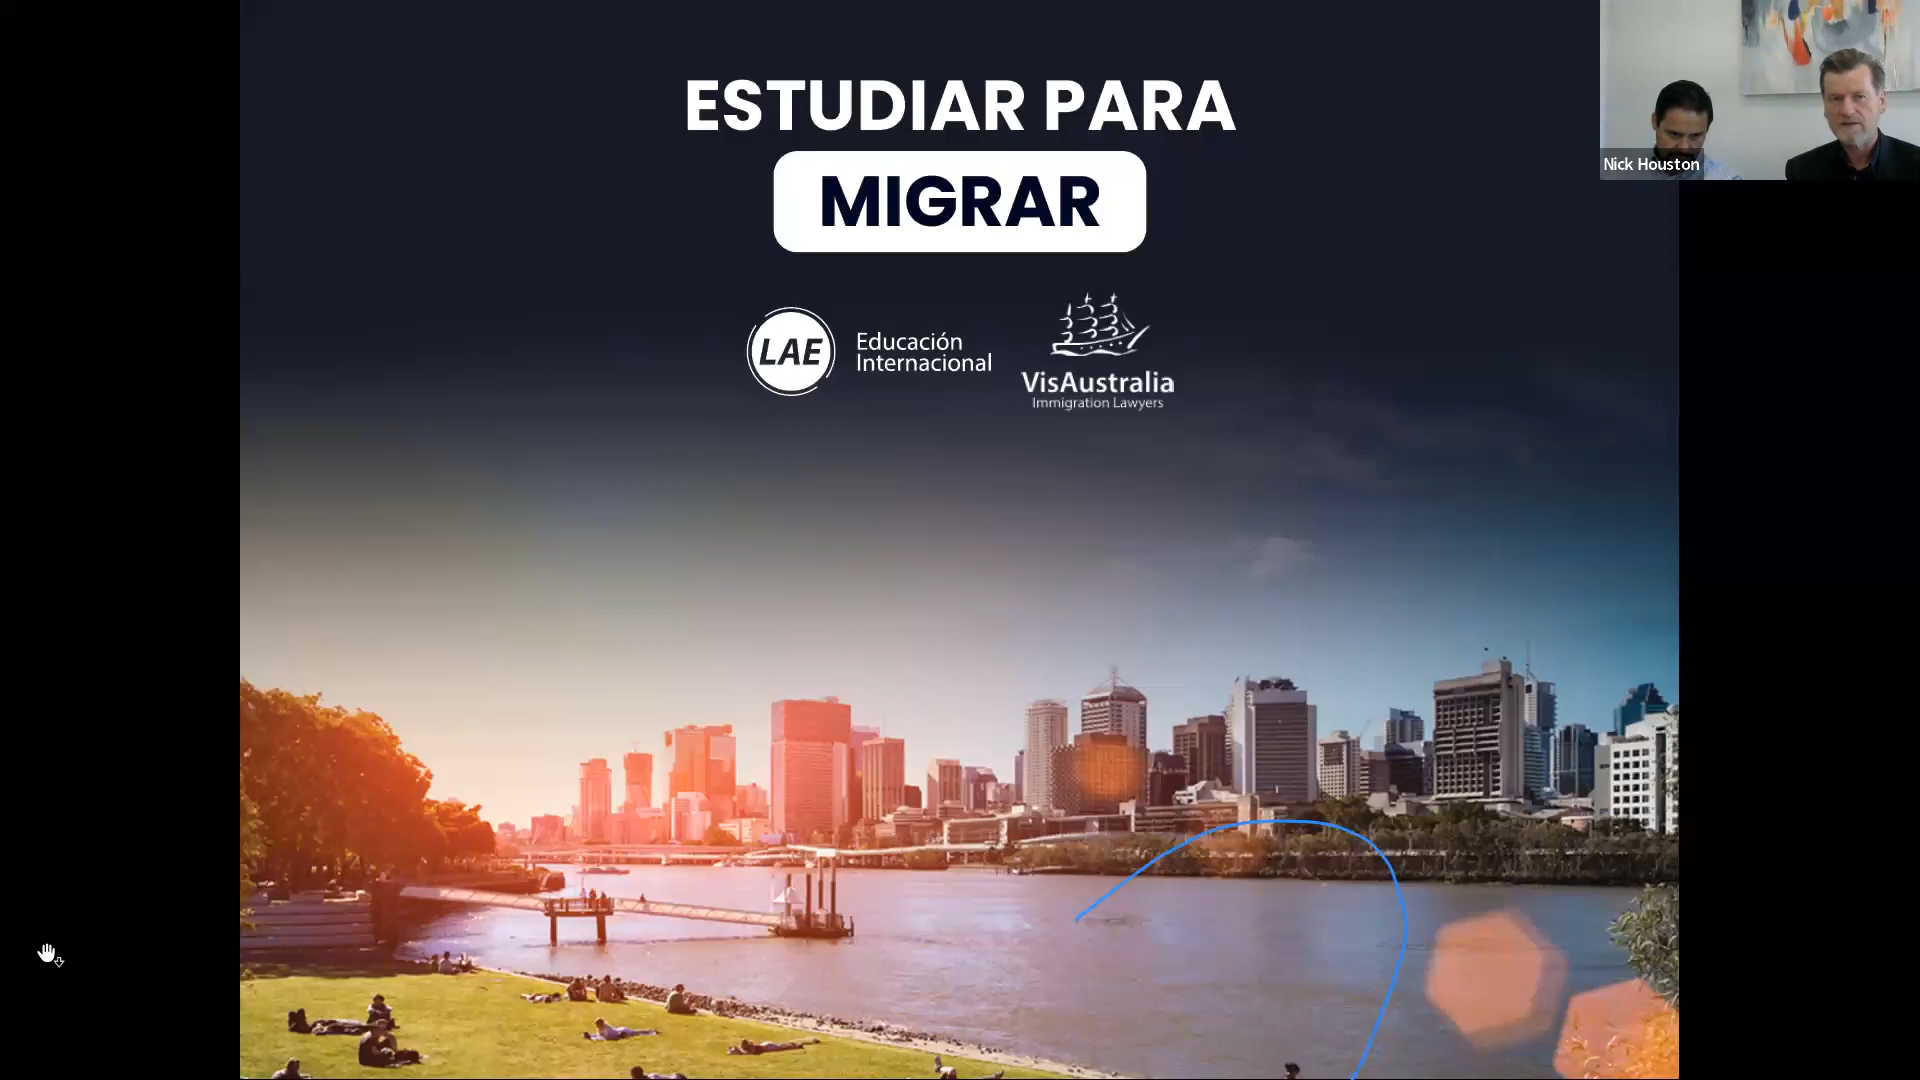 ESTUDIAR PARA
MIGRAR
LAE
Educación
Internacional
VisAustralia
Immigration Lawyers
Nick Houston